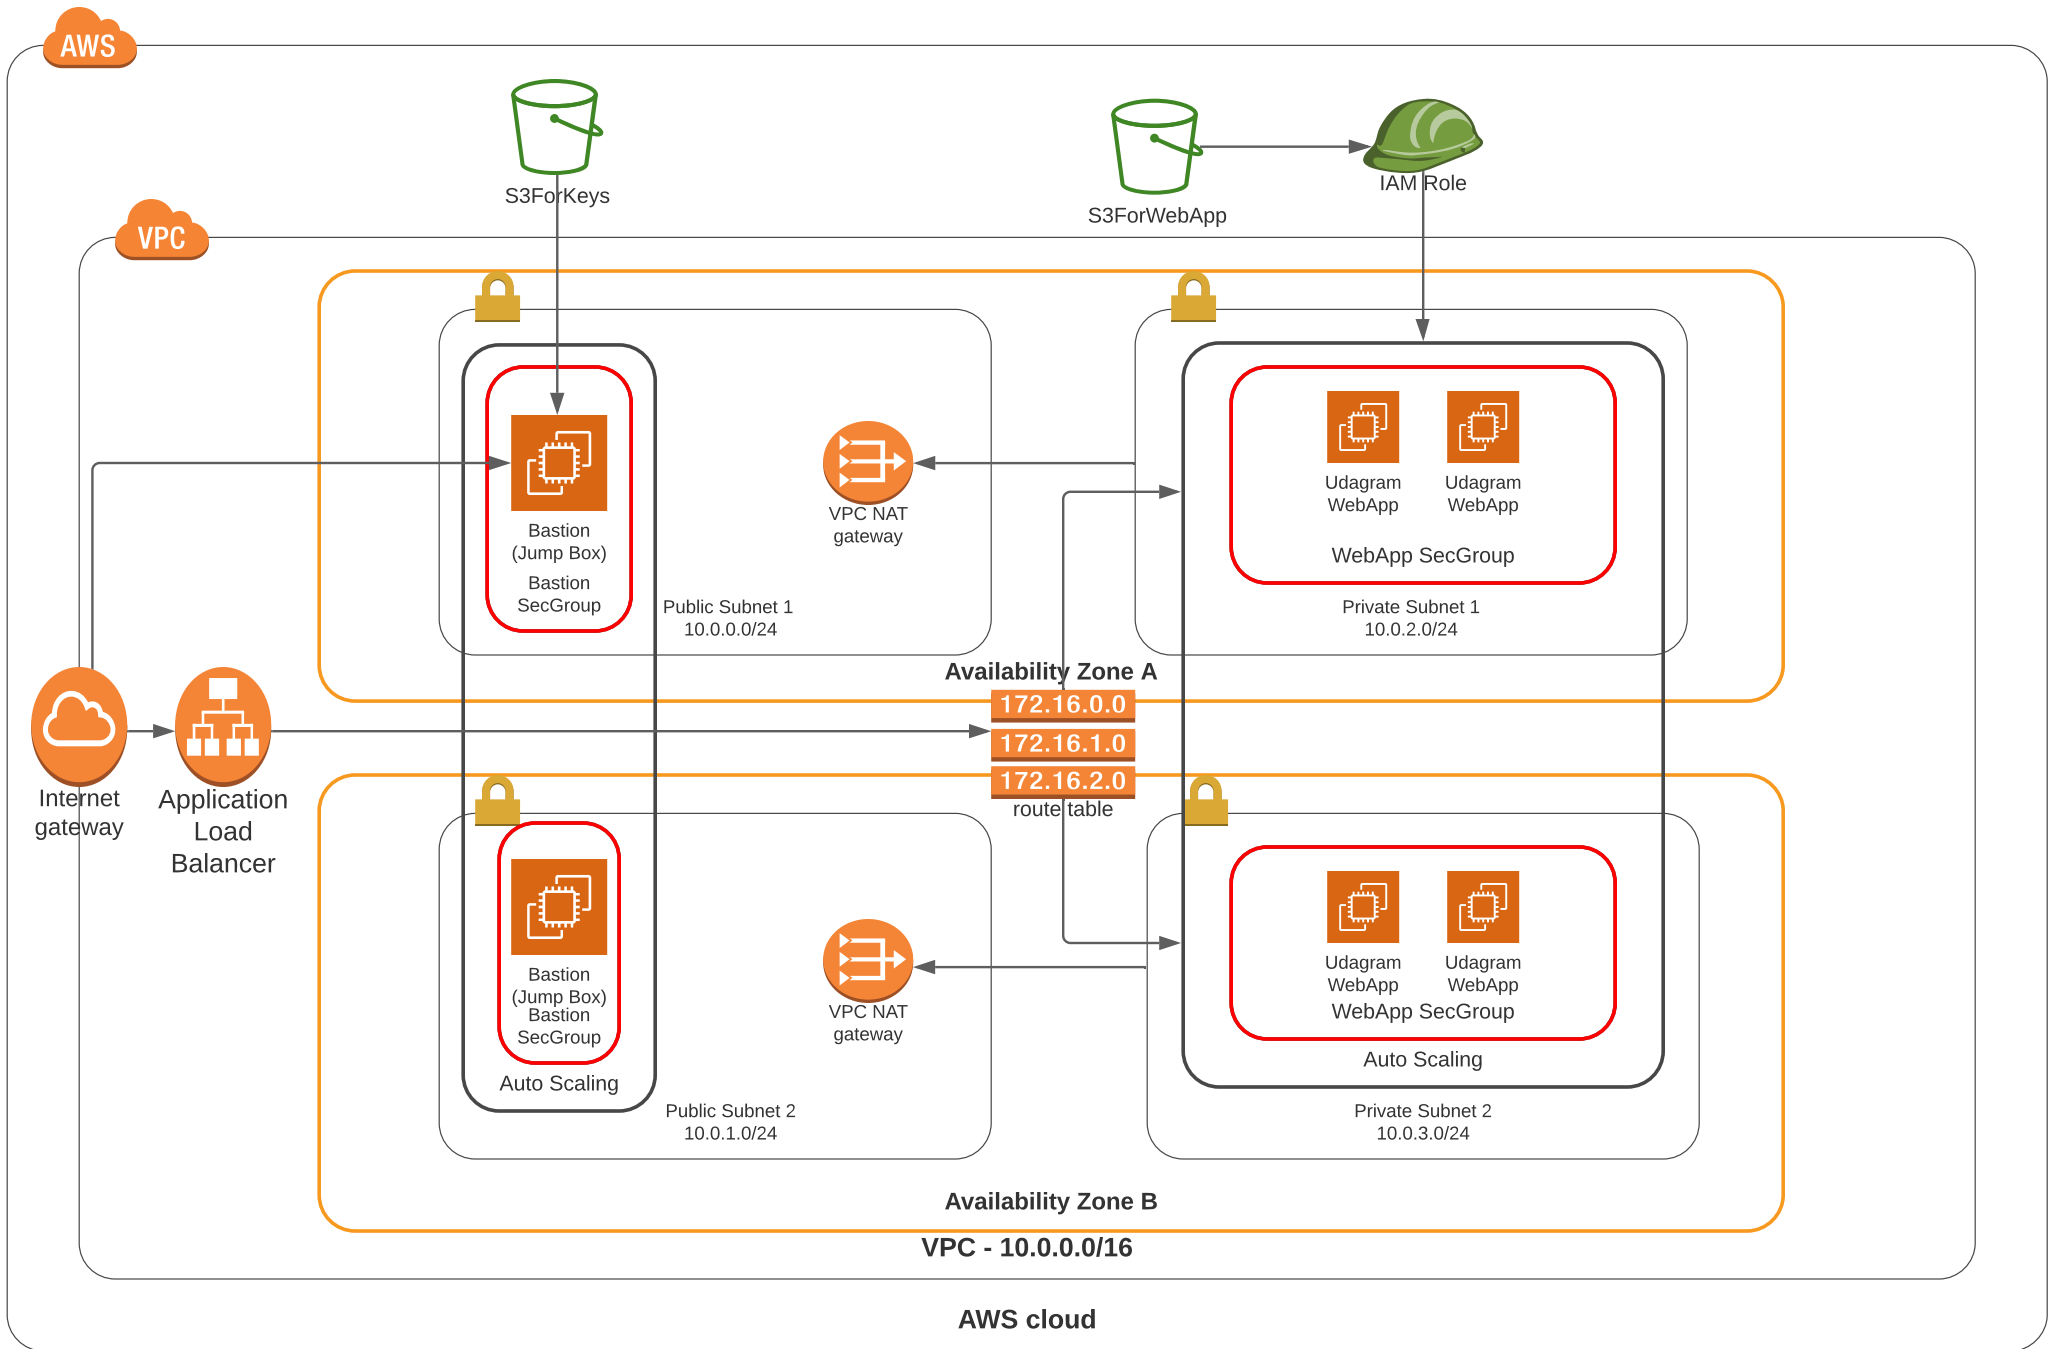 AWS
S3ForKeys
S3ForWebApp
IAM Role
VPC
Bastion
(Jump Box)
Bastion
SecGroup
VPC NAT
gateway
Public Subnet 1
10.0.0.0/24
Udagram
WebApp
Udagram
WebApp
WebApp SecGroup
Private Subnet 1
10.0.2.0/24
Availability Zone A
172.16.0.0
172.16.1.0
172.16.2.0
route table
Internet
gateway
Application
Load
Balancer
Bastion
(Jump Box)
Bastion
SecGroup
Auto Scaling
VPC NAT
gateway
Public Subnet 2
10.0.1.0/24
Udagram
WebApp
Udagram
WebApp
WebApp SecGroup
Auto Scaling
Private Subnet 2
10.0.3.0/24
Availability Zone B
VPC - 10.0.0.0/16
AWS cloud